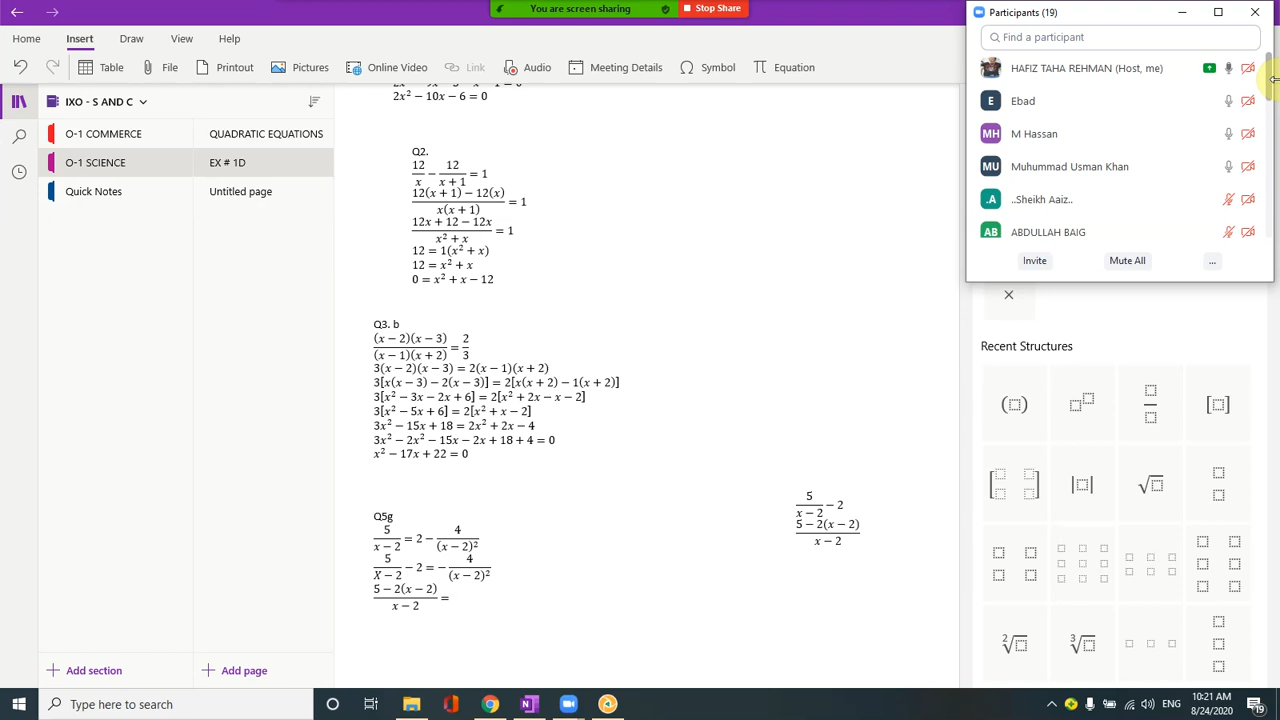 You are screen sharing
Stop Share
Participants (19)
Find a participant
HAFIZ TAHA REHMAN (Host, me)
E Ebad
MH M Hassan
MU Muhummad Usman Khan
.A ..Sheikh Aaiz..
AB ABDULLAH BAIG
Invite Mute All ...
Home Insert Draw View Help
Table File Printout Pictures Online Video Link Audio Meeting Details Symbol Equation
IXO - S AND C
O-1 COMMERCE
O-1 SCIENCE
Quick Notes
QUADRATIC EQUATIONS
EX # 1D
Untitled page
2x² − 10x − 6 = 0
Q2.
12/x − 12/(x + 1) = 1
(12(x + 1) − 12(x))/(x(x + 1)) = 1
(12x + 12 − 12x)/(x² + x) = 1
12 = 1(x² + x)
12 = x² + x
0 = x² + x − 12
Q3. b
((x − 2)(x − 3))/((x − 1)(x + 2)) = 2/3
3(x − 2)(x − 3) = 2(x − 1)(x + 2)
3[x(x − 3) − 2(x − 3)] = 2[x(x + 2) − 1(x + 2)]
3[x² − 3x − 2x + 6] = 2[x² + 2x − x − 2]
3[x² − 5x + 6] = 2[x² + x − 2]
3x² − 15x + 18 = 2x² + 2x − 4
3x² − 2x² − 15x − 2x + 18 + 4 = 0
x² − 17x + 22 = 0
Q5g
5/(x − 2) = 2 − 4/(x − 2)²
5/(X − 2) − 2 = − 4/(x − 2)²
(5 − 2(x − 2))/(x − 2) =
5/(x − 2) − 2
(5 − 2(x − 2))/(x − 2)
Recent Structures
Add section
Add page
Type here to search
ENG
10:21 AM
8/24/2020
19